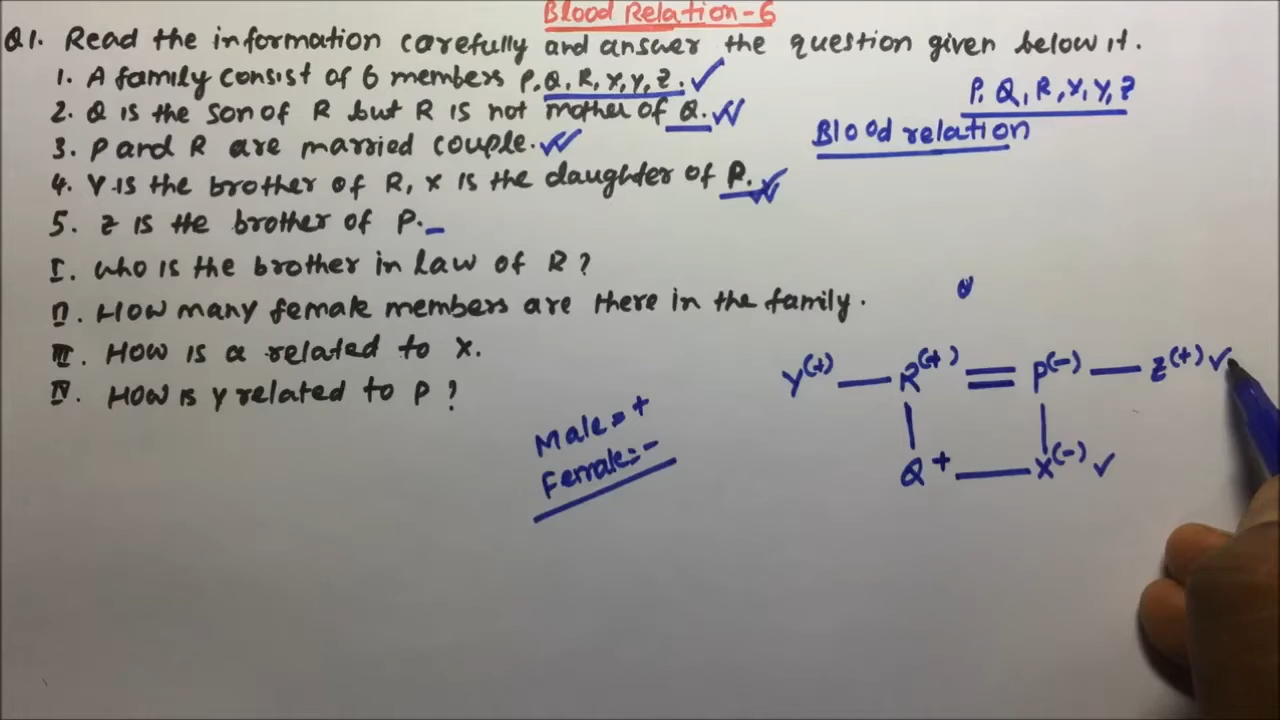 Blood Relation-6
Q1. Read the information carefully and answer the question given below it.
1. A family consist of 6 members P, Q, R, X, Y, Z.
P, Q, R, X, Y, Z
2. Q is the son of R but R is not mother of Q.
Blood relation
3. P and R are married couple.
4. Y is the brother of R, X is the daughter of P.
5. Z is the brother of P.
I. who is the brother in law of R?
II. How many female members are there in the family.
III. How is Q related to X.
IV. How is Y related to P?
Male = +
Female = -
Y(+) — R(+) = P(-) — Z(+)
Q + — X(-)